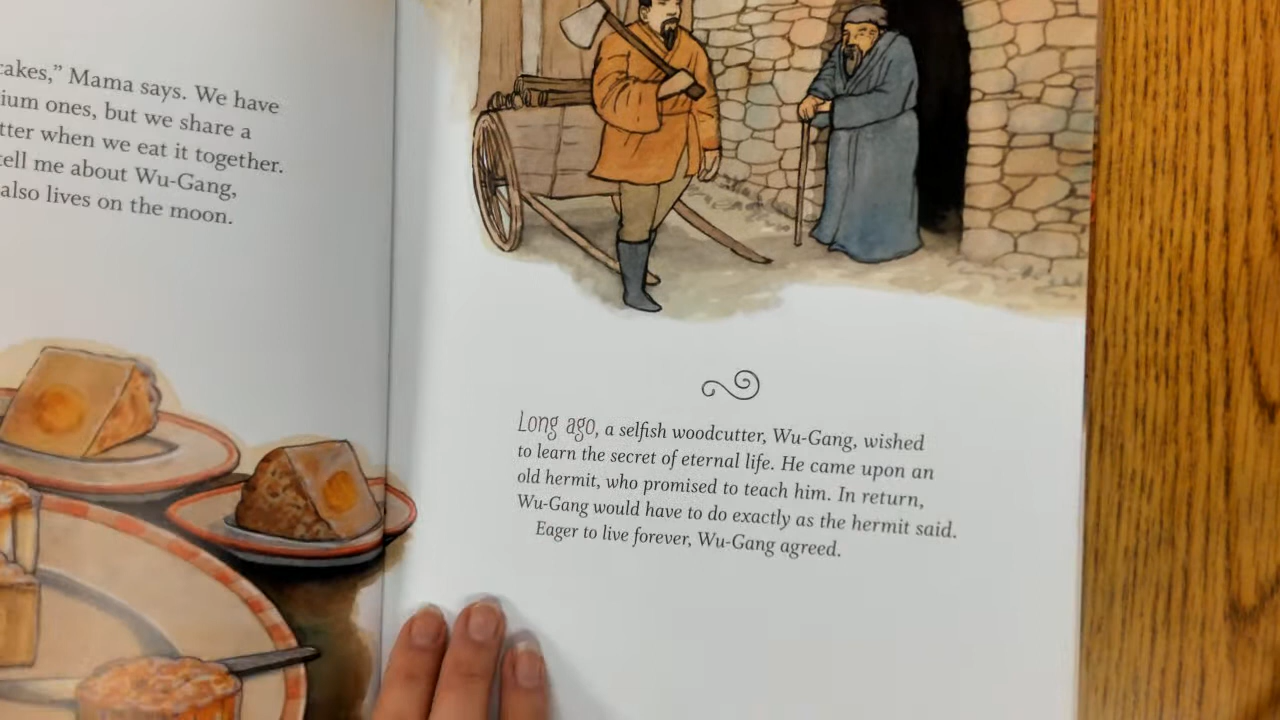 cakes,” Mama says. We have
ium ones, but we share a
tter when we eat it together.
tell me about Wu-Gang,
also lives on the moon.
Long ago, a selfish woodcutter, Wu-Gang, wished
to learn the secret of eternal life. He came upon an
old hermit, who promised to teach him. In return,
Wu-Gang would have to do exactly as the hermit said.
Eager to live forever, Wu-Gang agreed.